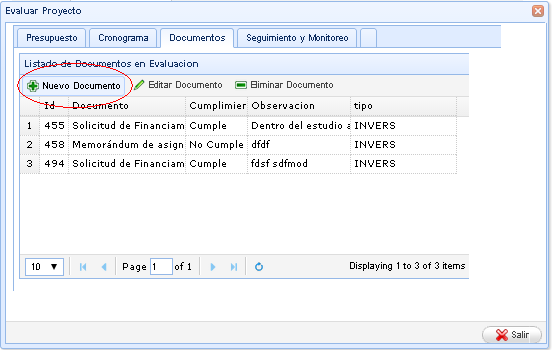 Evaluar Proyecto
Presupuesto Cronograma Documentos Seguimiento y Monitoreo
Listado de Documentos en Evaluacion
Nuevo Documento Editar Documento Eliminar Documento
Id Documento Cumplimier Observacion tipo
1 455 Solicitud de Financiam Cumple Dentro del estudio a INVERS
2 458 Memorándum de asign No Cumple dfdf INVERS
3 494 Solicitud de Financiam Cumple fdsf sdfmod INVERS
10 Page 1 of 1 Displaying 1 to 3 of 3 items
Salir